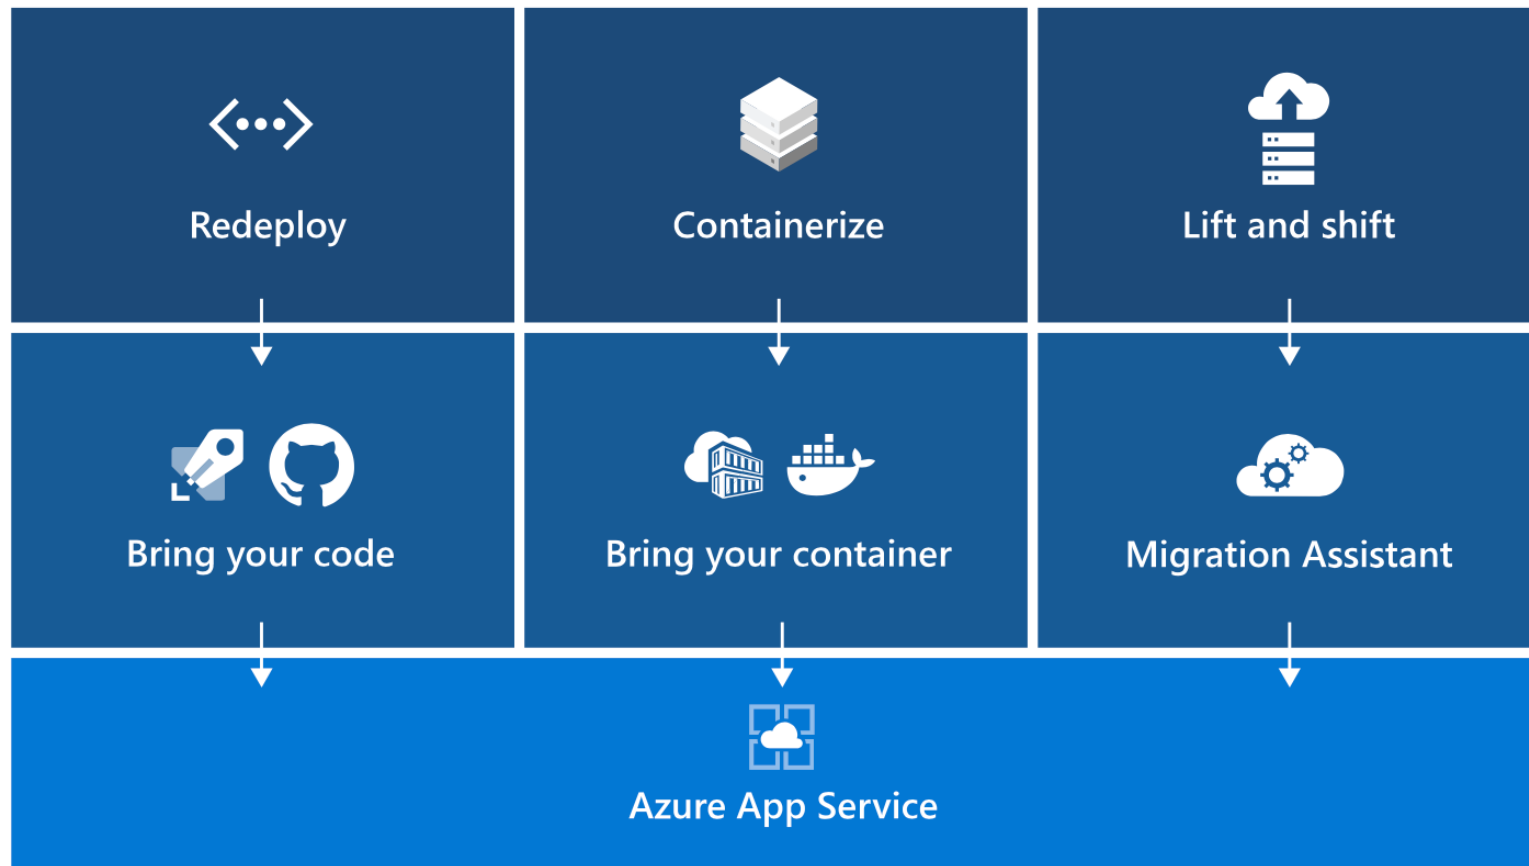 Redeploy
Containerize
Lift and shift
Bring your code
Bring your container
Migration Assistant
Azure App Service